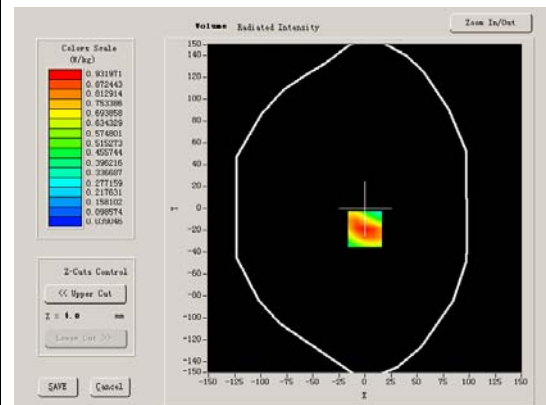 Volume Radiated Intensity
Zoom In/Out
Colors Scale
(W/kg)
0.931971
0.872443
0.812914
0.753386
0.693858
0.634329
0.574801
0.515273
0.455744
0.396216
0.336687
0.277159
0.217631
0.158102
0.098574
0.039046
Z-Cuts Control
<< Upper Cut
Z = 4.0 mm
Lower Cut >>
SAVE
Cancel
Y
150
140
120
100
80
60
40
20
0
-20
-40
-60
-80
-100
-120
-140
-150
-150 -125 -100 -75 -50 -25 0 25 50 75 100 125 150
X